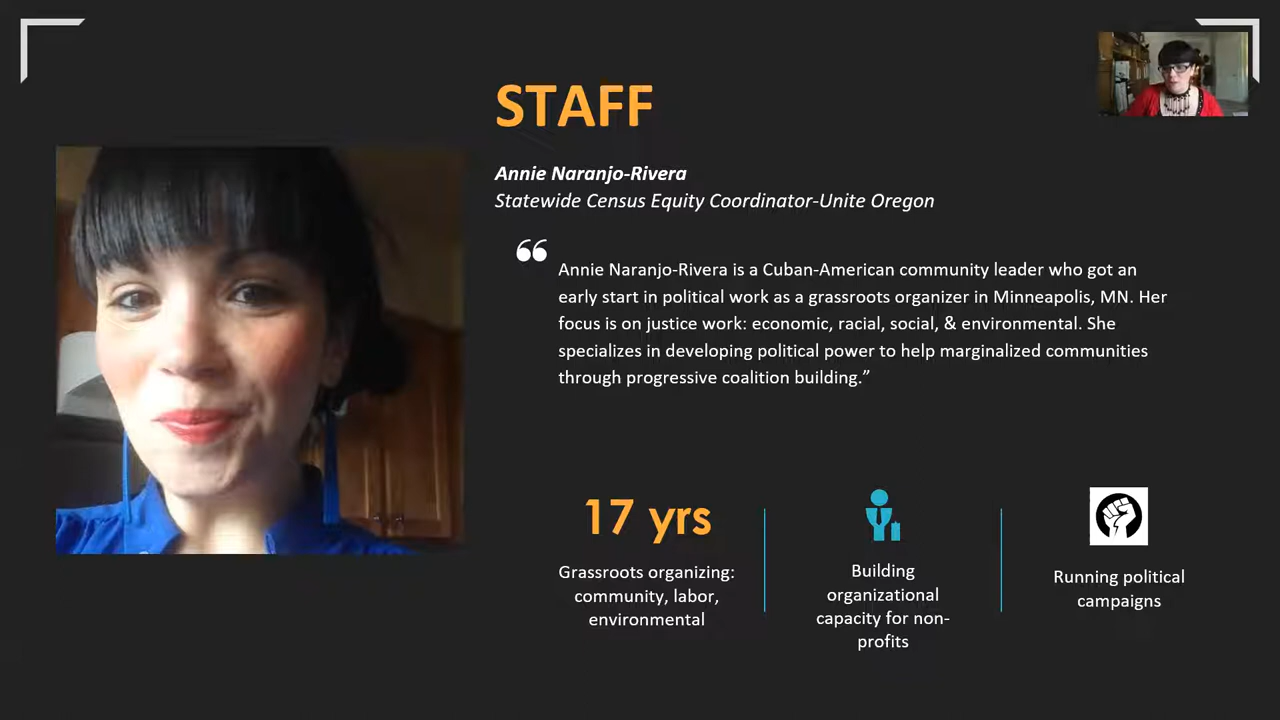 STAFF
Annie Naranjo-Rivera
Statewide Census Equity Coordinator-Unite Oregon
“
Annie Naranjo-Rivera is a Cuban-American community leader who got an
early start in political work as a grassroots organizer in Minneapolis, MN. Her
focus is on justice work: economic, racial, social, & environmental. She
specializes in developing political power to help marginalized communities
through progressive coalition building.”
17 yrs
Grassroots organizing:
community, labor,
environmental
Building
organizational
capacity for non-
profits
Running political
campaigns